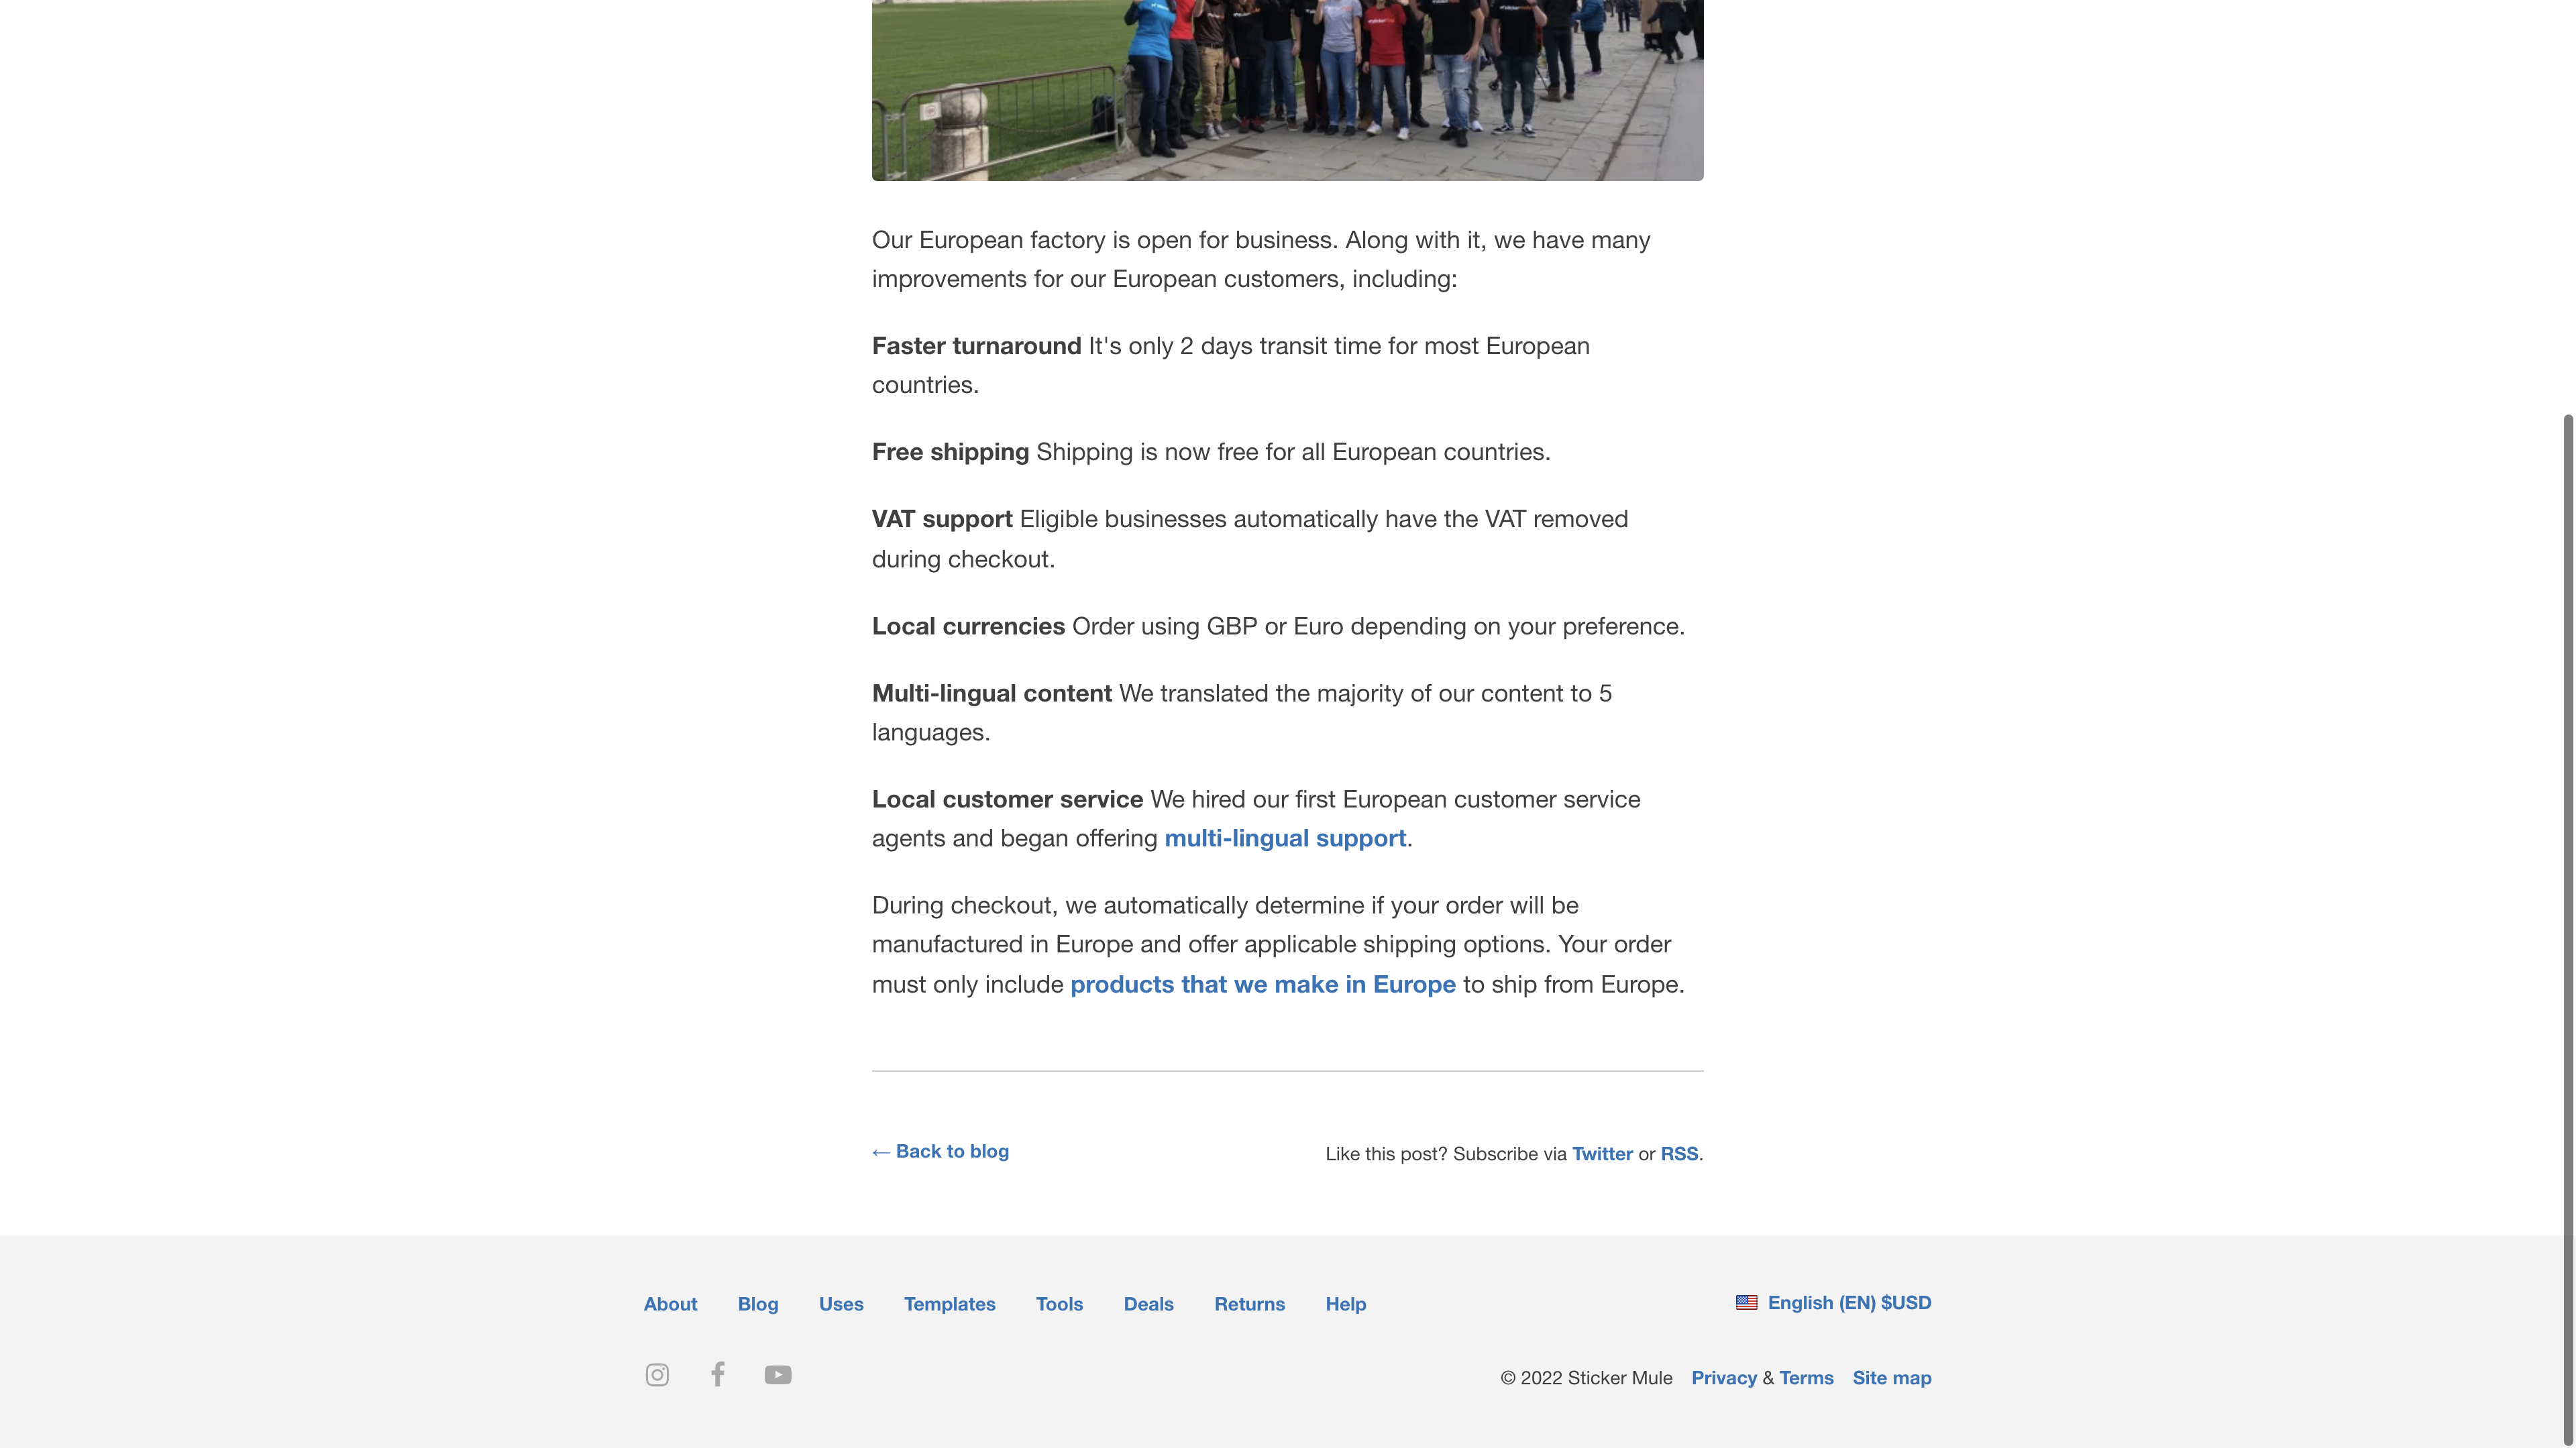 Our European factory is open for business. Along with it, we have many
improvements for our European customers, including:
Faster turnaround It's only 2 days transit time for most European
countries.
Free shipping Shipping is now free for all European countries.
VAT support Eligible businesses automatically have the VAT removed
during checkout.
Local currencies Order using GBP or Euro depending on your preference.
Multi-lingual content We translated the majority of our content to 5
languages.
Local customer service We hired our first European customer service
agents and began offering multi-lingual support.
During checkout, we automatically determine if your order will be
manufactured in Europe and offer applicable shipping options. Your order
must only include products that we make in Europe to ship from Europe.
← Back to blog
Like this post? Subscribe via Twitter or RSS.
About Blog Uses Templates Tools Deals Returns Help
English (EN) $USD
© 2022 Sticker Mule Privacy & Terms Site map